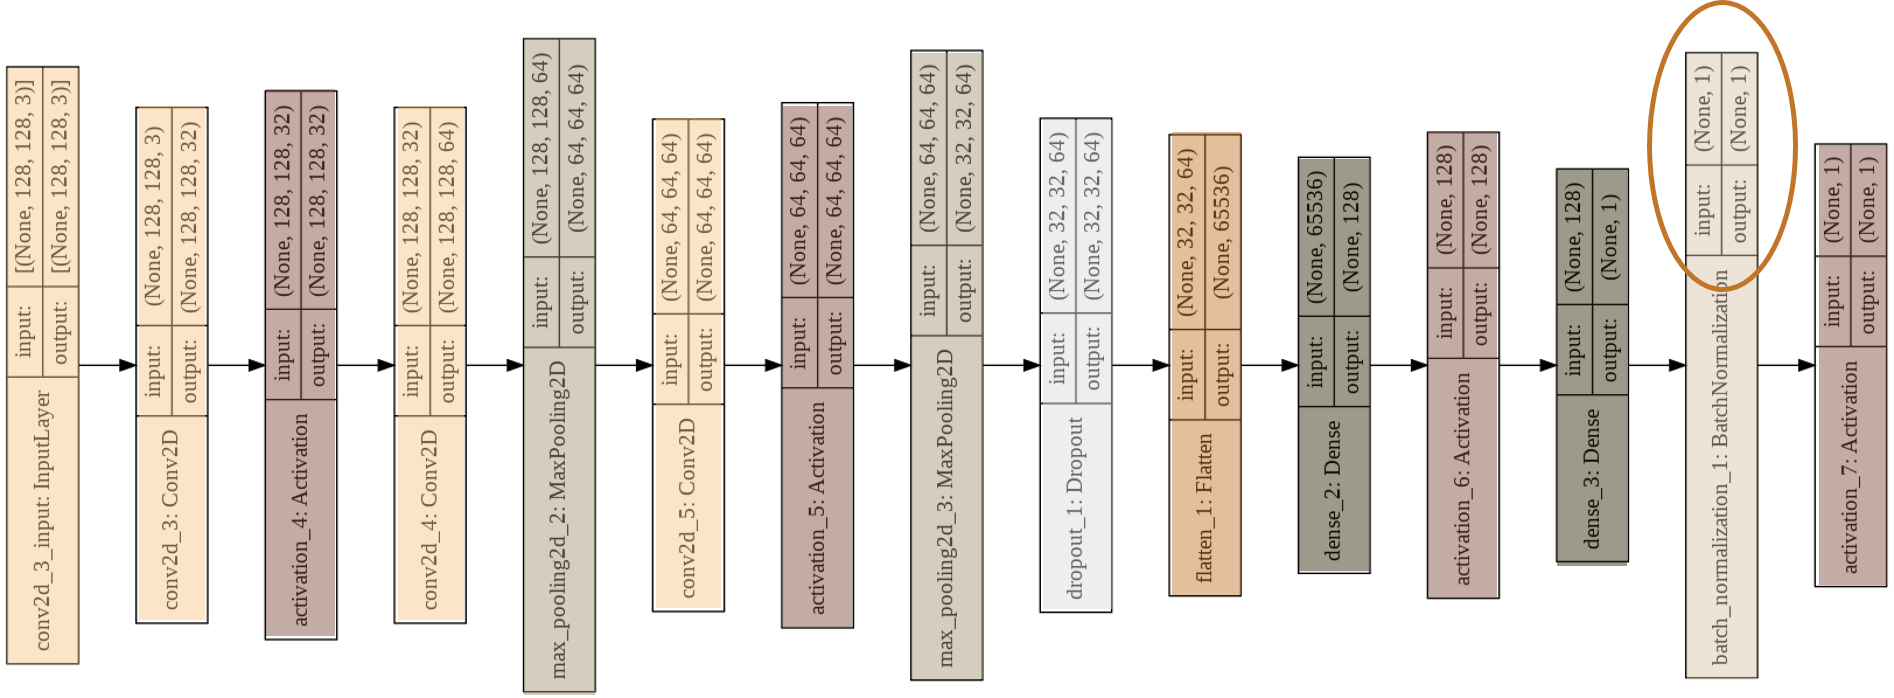 conv2d_3_input: InputLayer
input:
[(None, 128, 128, 3)]
output:
[(None, 128, 128, 3)]
conv2d_3: Conv2D
input:
(None, 128, 128, 3)
output:
(None, 128, 128, 32)
activation_4: Activation
input:
(None, 128, 128, 32)
output:
(None, 128, 128, 32)
conv2d_4: Conv2D
input:
(None, 128, 128, 32)
output:
(None, 128, 128, 64)
max_pooling2d_2: MaxPooling2D
input:
(None, 128, 128, 64)
output:
(None, 64, 64, 64)
conv2d_5: Conv2D
input:
(None, 64, 64, 64)
output:
(None, 64, 64, 64)
activation_5: Activation
input:
(None, 64, 64, 64)
output:
(None, 64, 64, 64)
max_pooling2d_3: MaxPooling2D
input:
(None, 64, 64, 64)
output:
(None, 32, 32, 64)
dropout_1: Dropout
input:
(None, 32, 32, 64)
output:
(None, 32, 32, 64)
flatten_1: Flatten
input:
(None, 32, 32, 64)
output:
(None, 65536)
dense_2: Dense
input:
(None, 65536)
output:
(None, 128)
activation_6: Activation
input:
(None, 128)
output:
(None, 128)
dense_3: Dense
input:
(None, 128)
output:
(None, 1)
batch_normalization_1: BatchNormalization
input:
(None, 1)
output:
(None, 1)
activation_7: Activation
input:
(None, 1)
output:
(None, 1)